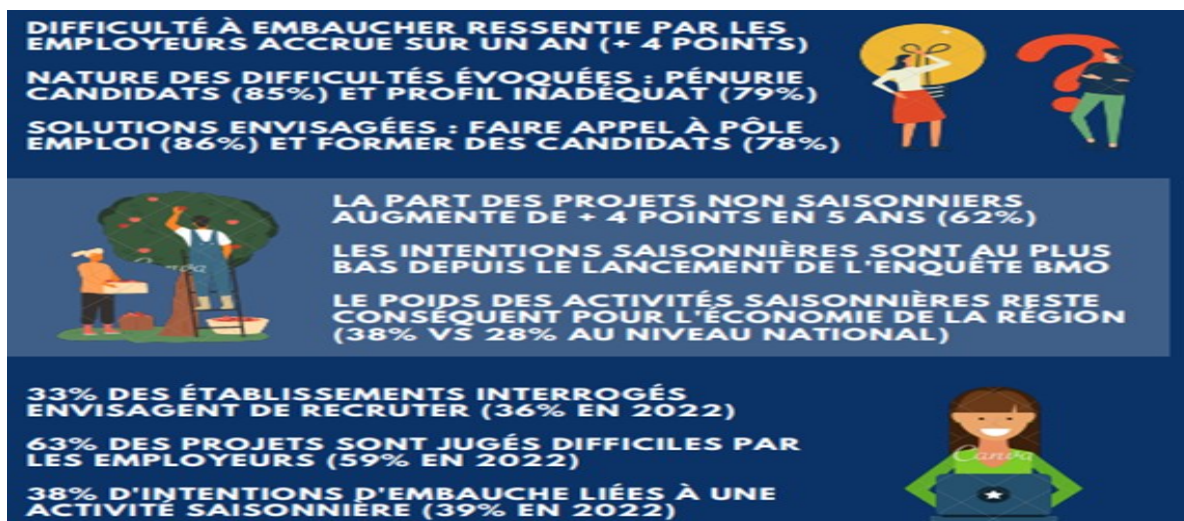 DIFFICULTÉ À EMBAUCHER RESSENTIE PAR LES
EMPLOYEURS ACCRUE SUR UN AN (+ 4 POINTS)
NATURE DES DIFFICULTÉS ÉVOQUÉES : PÉNURIE
CANDIDATS (85%) ET PROFIL INADÉQUAT (79%)
SOLUTIONS ENVISAGÉES : FAIRE APPEL À PÔLE
EMPLOI (86%) ET FORMER DES CANDIDATS (78%)
LA PART DES PROJETS NON SAISONNIERS
AUGMENTE DE + 4 POINTS EN 5 ANS (62%)
LES INTENTIONS SAISONNIÈRES SONT AU PLUS
BAS DEPUIS LE LANCEMENT DE L'ENQUÊTE BMO
LE POIDS DES ACTIVITÉS SAISONNIÈRES RESTE
CONSÉQUENT POUR L'ÉCONOMIE DE LA RÉGION
(38% VS 28% AU NIVEAU NATIONAL)
Canva
33% DES ÉTABLISSEMENTS INTERROGÉS
ENVISAGENT DE RECRUTER (36% EN 2022)
63% DES PROJETS SONT JUGÉS DIFFICILES PAR
LES EMPLOYEURS (59% EN 2022)
38% D'INTENTIONS D'EMBAUCHE LIÉES À UNE
ACTIVITÉ SAISONNIÈRE (39% EN 2022)
Canva